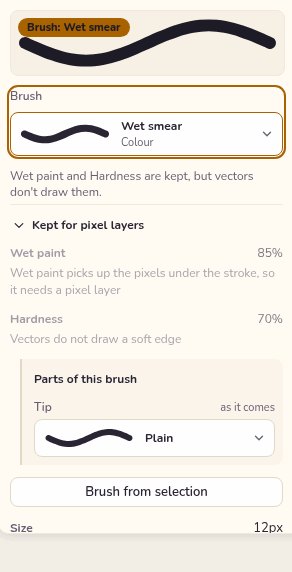 Brush: Wet smear
Brush
Wet smear
Colour
Wet paint and Hardness are kept, but vectors
don't draw them.
Kept for pixel layers
Wet paint 85%
Wet paint picks up the pixels under the stroke, so
it needs a pixel layer
Hardness 70%
Vectors do not draw a soft edge
Parts of this brush
Tip as it comes
Plain
Brush from selection
Size 12px